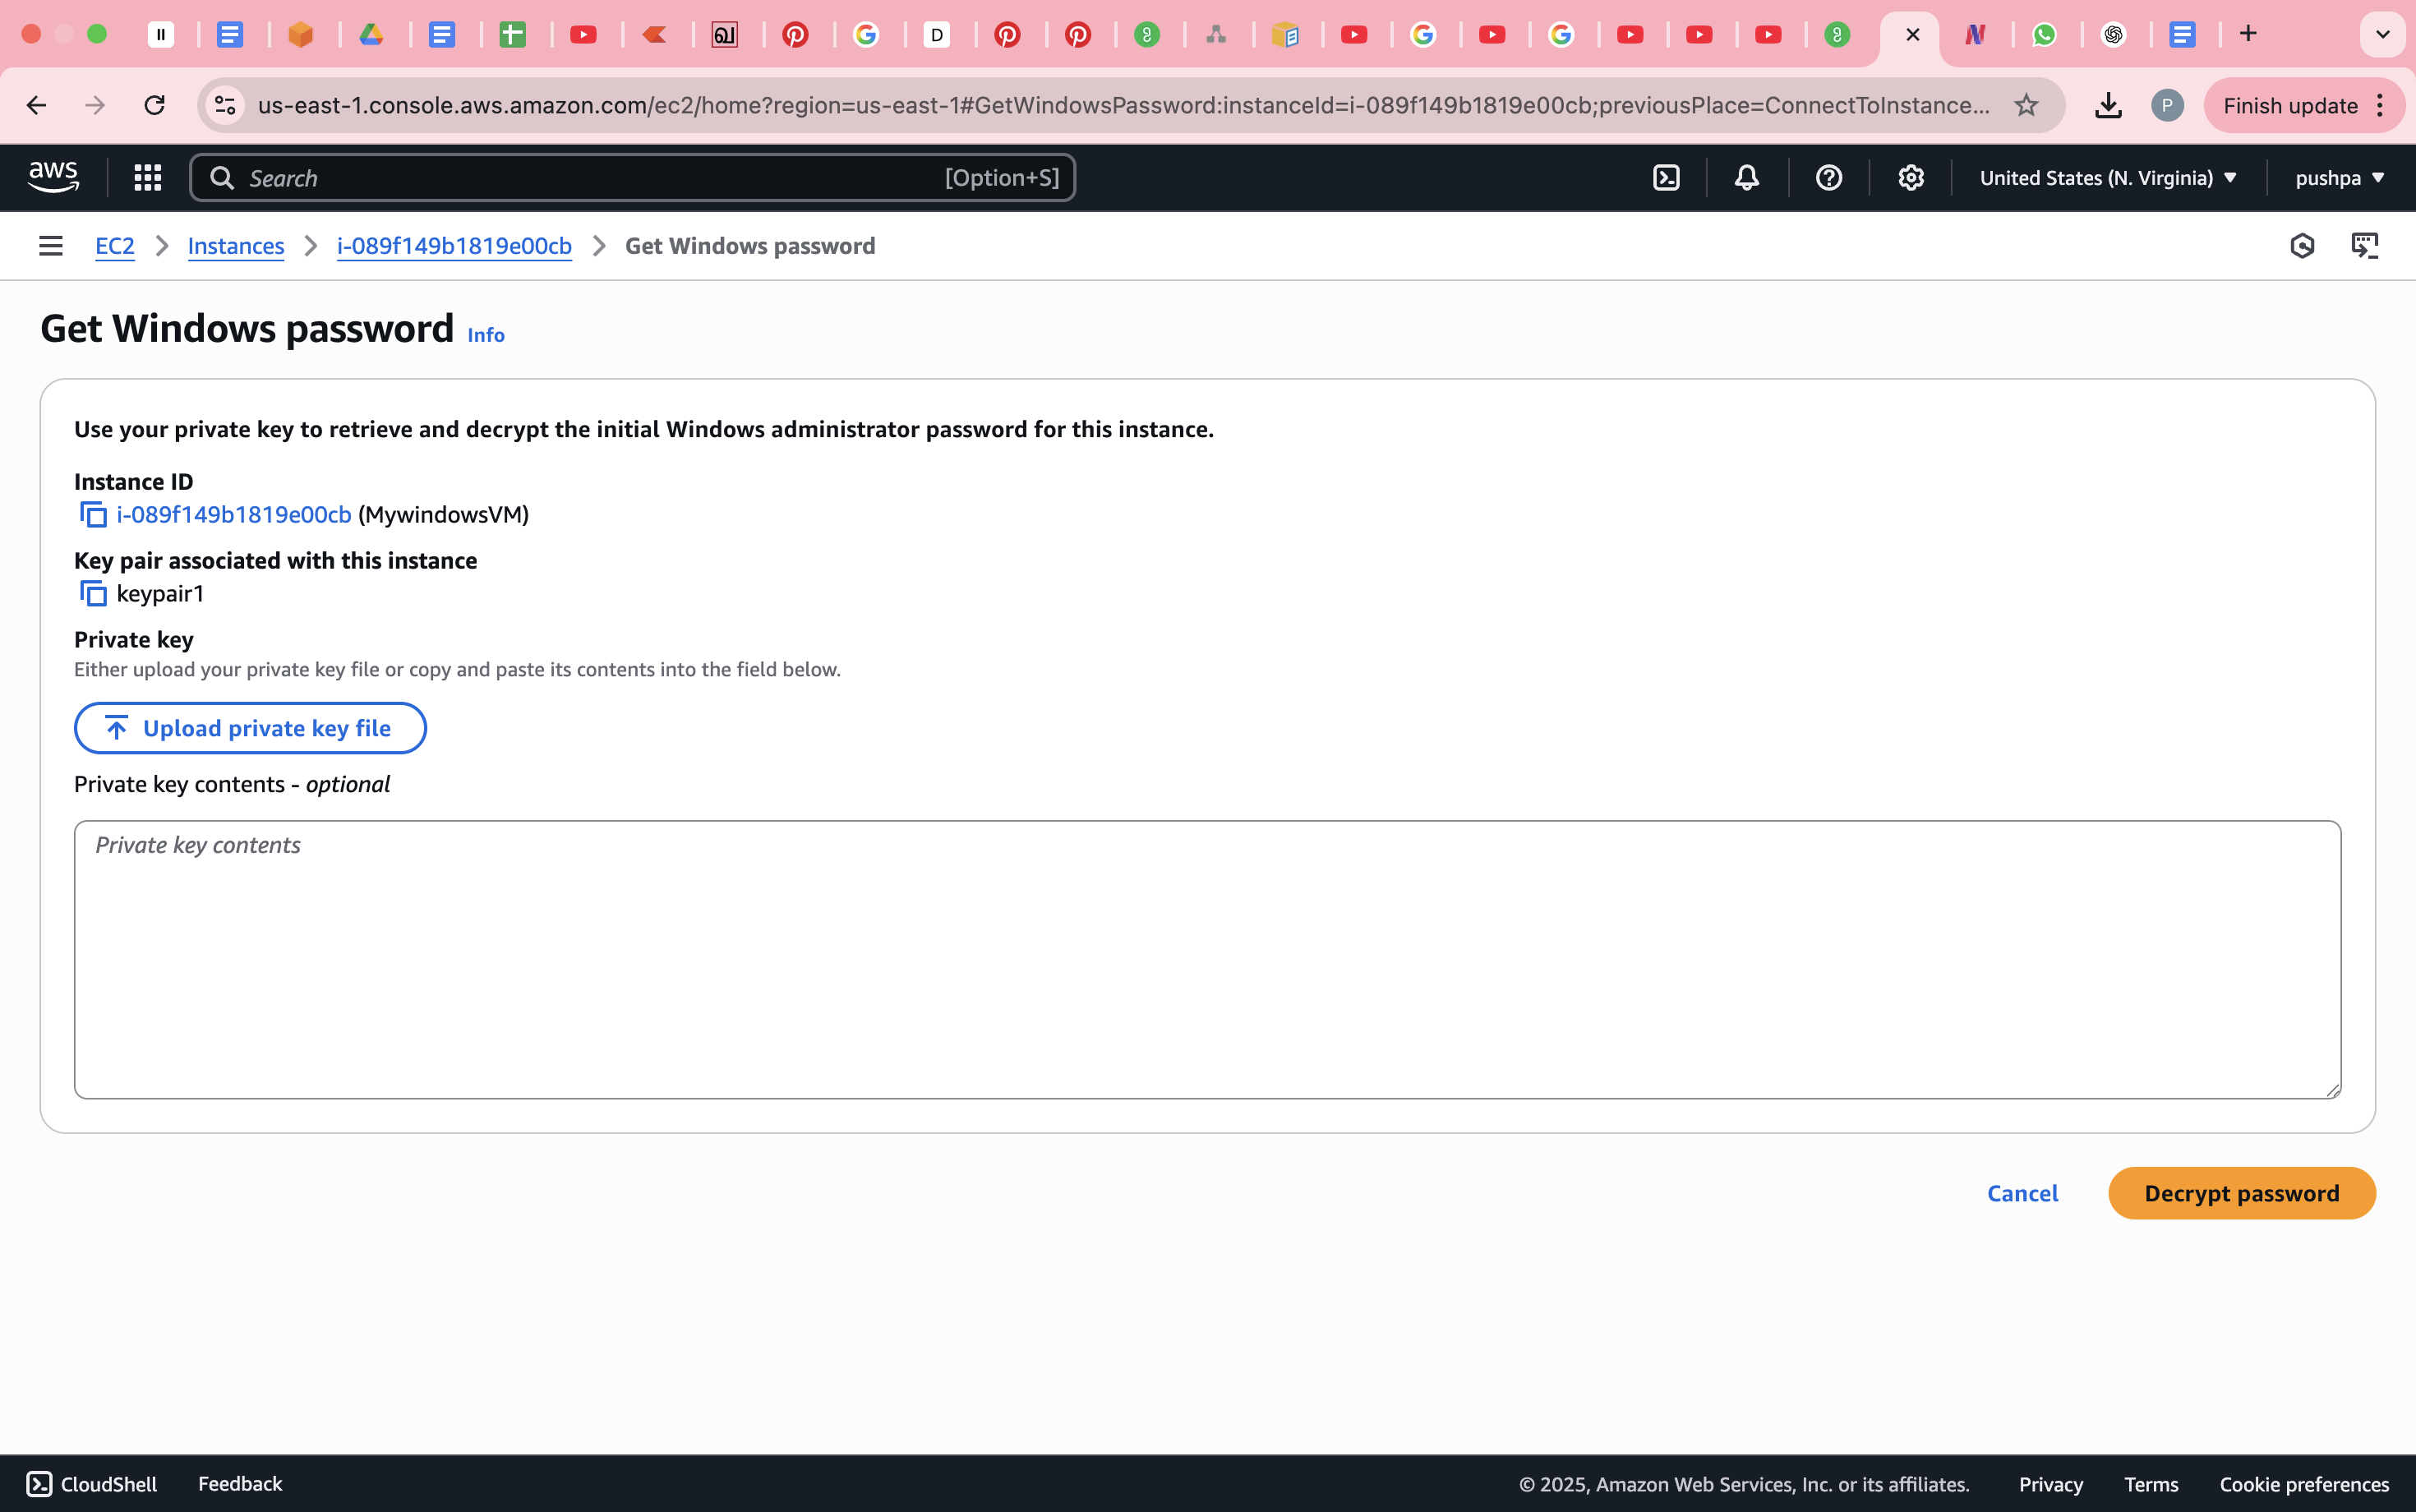 us-east-1.console.aws.amazon.com/ec2/home?region=us-east-1#GetWindowsPassword:instanceId=i-089f149b1819e00cb;previousPlace=ConnectToInstance...
P
Finish update
aws
Search
[Option+S]
United States (N. Virginia)
pushpa
EC2
Instances
i-089f149b1819e00cb
Get Windows password
Get Windows password Info
Use your private key to retrieve and decrypt the initial Windows administrator password for this instance.
Instance ID
i-089f149b1819e00cb (MywindowsVM)
Key pair associated with this instance
keypair1
Private key
Either upload your private key file or copy and paste its contents into the field below.
Upload private key file
Private key contents - optional
Private key contents
Cancel
Decrypt password
CloudShell
Feedback
© 2025, Amazon Web Services, Inc. or its affiliates.
Privacy
Terms
Cookie preferences